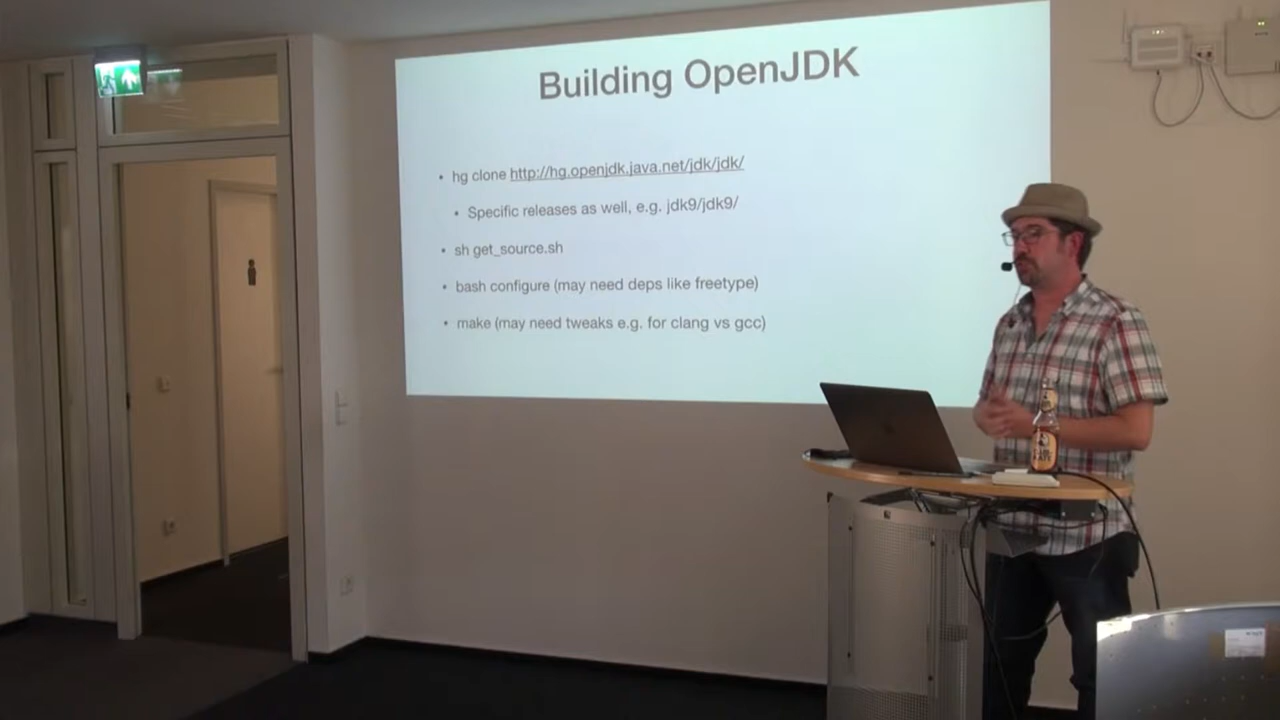 Building OpenJDK
• hg clone http://hg.openjdk.java.net/jdk/jdk/
• Specific releases as well, e.g. jdk9/jdk9/
• sh get_source.sh
• bash configure (may need deps like freetype)
• make (may need tweaks e.g. for clang vs gcc)